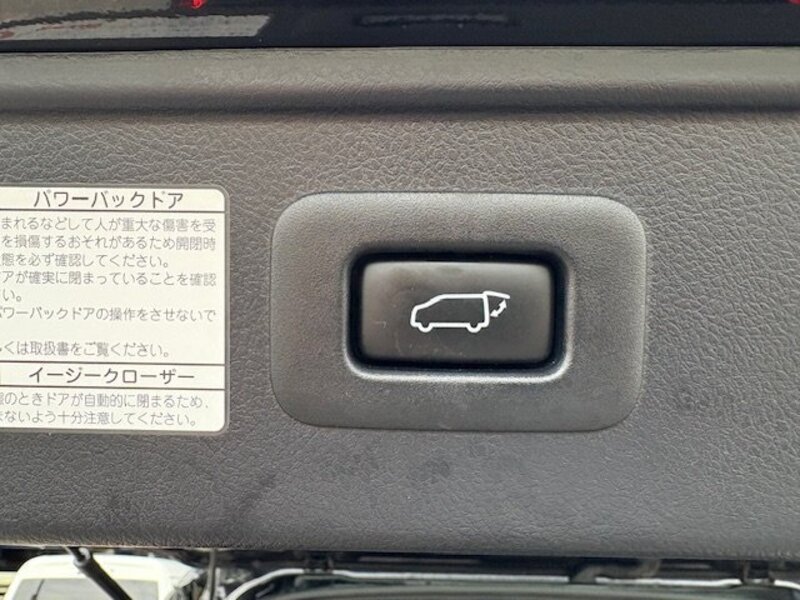 パワーバックドア
まれるなどして人が重大な傷害を受
を損傷するおそれがあるため開閉時
態を必ず確認してください。
アが確実に閉まっていることを確認
い。
パワーバックドアの操作をさせないで
くは取扱書をご覧ください。
イージークローザー
態のときドアが自動的に閉まるため、
ないよう十分注意してください。